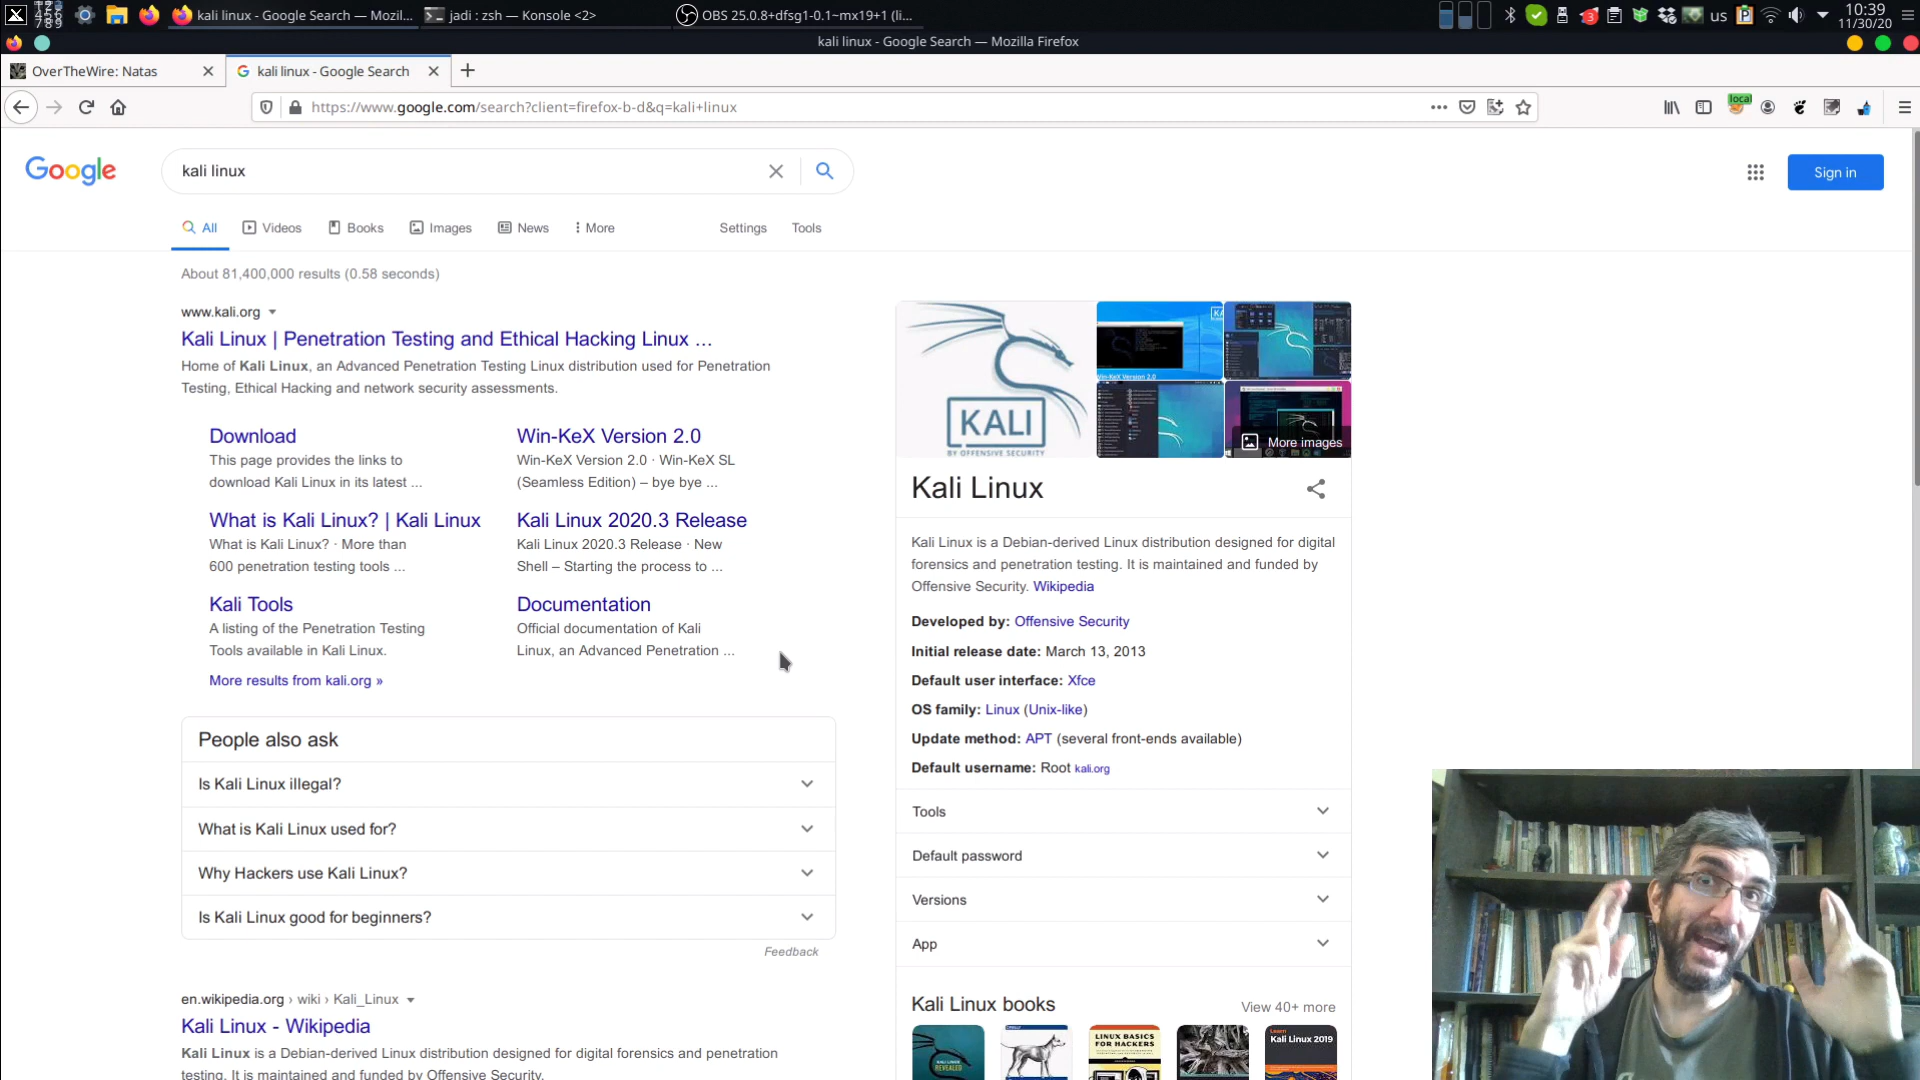 kali linux - Google Search — Mozil...
jadi : zsh — Konsole <2>
OBS 25.0.8+dfsg1-0.1~mx19+1 (li...
us
10:39
11/30/20
kali linux - Google Search — Mozilla Firefox
OverTheWire: Natas
kali linux - Google Search
https://www.google.com/search?client=firefox-b-d&q=kali+linux
local
Google
kali linux
Sign in
All
Videos
Books
Images
News
More
Settings
Tools
About 81,400,000 results (0.58 seconds)
www.kali.org
Kali Linux | Penetration Testing and Ethical Hacking Linux ...
Home of Kali Linux, an Advanced Penetration Testing Linux distribution used for Penetration
Testing, Ethical Hacking and network security assessments.
Download
This page provides the links to
download Kali Linux in its latest ...
Win-KeX Version 2.0
Win-KeX Version 2.0 · Win-KeX SL
(Seamless Edition) – bye bye ...
What is Kali Linux? | Kali Linux
What is Kali Linux? · More than
600 penetration testing tools ...
Kali Linux 2020.3 Release
Kali Linux 2020.3 Release · New
Shell – Starting the process to ...
Kali Tools
A listing of the Penetration Testing
Tools available in Kali Linux.
Documentation
Official documentation of Kali
Linux, an Advanced Penetration ...
More results from kali.org »
People also ask
Is Kali Linux illegal?
What is Kali Linux used for?
Why Hackers use Kali Linux?
Is Kali Linux good for beginners?
Feedback
en.wikipedia.org › wiki › Kali_Linux
Kali Linux - Wikipedia
Kali Linux is a Debian-derived Linux distribution designed for digital forensics and penetration
testing. It is maintained and funded by Offensive Security.
KALI
BY OFFENSIVE SECURITY
Win-KeX Version 2.0
More images
Kali Linux
Kali Linux is a Debian-derived Linux distribution designed for digital
forensics and penetration testing. It is maintained and funded by
Offensive Security. Wikipedia
Developed by: Offensive Security
Initial release date: March 13, 2013
Default user interface: Xfce
OS family: Linux (Unix-like)
Update method: APT (several front-ends available)
Default username: Root kali.org
Tools
Default password
Versions
App
Kali Linux books
View 40+ more
KALI LINUX
REVEALED
LINUX BASICS
FOR HACKERS
Learn
Kali Linux 2019